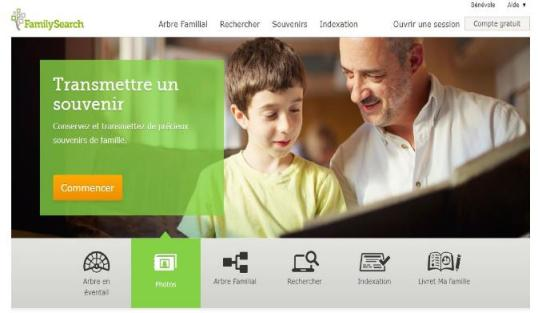 Bénévole Aide
FamilySearch Arbre Familial Rechercher Souvenirs Indexation Ouvrir une session Compte gratuit
Transmettre un
souvenir
Conservez et transmettez de précieux
souvenirs de famille.
Commencer
Arbre en
éventail
Photos
Arbre Familial
Rechercher
Indexation
Livret Ma famille